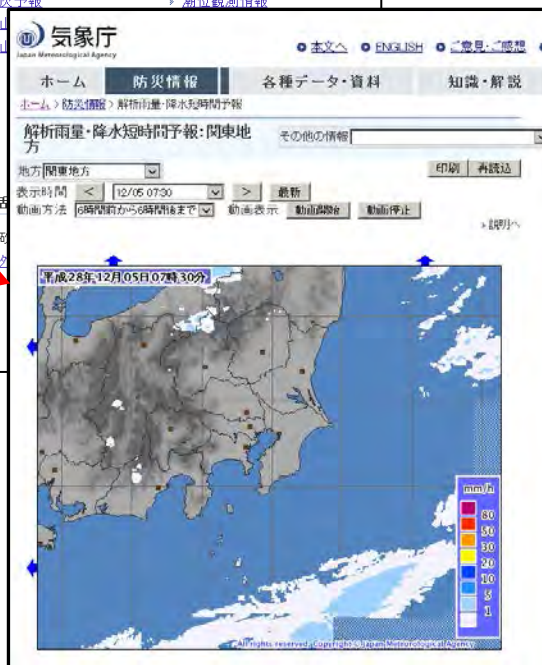 潮位観測情報
気象庁
Japan Meteorological Agency
本文へ ENGLISH ご意見・ご感想
ホーム 防災情報 各種データ・資料 知識・解説
ホーム > 防災情報 > 解析雨量・降水短時間予報
解析雨量・降水短時間予報:関東地方
その他の情報
地方 関東地方 印刷 再読込
表示時間 < 12/05 07:30 > 最新
動画方法 6時間前から6時間後まで 動画表示 動画開始 動画停止
説明へ
平成28年12月05日07時30分
mm/h
80
50
30
20
10
5
1
All rights reserved. Copyright © Japan Meteorological Agency